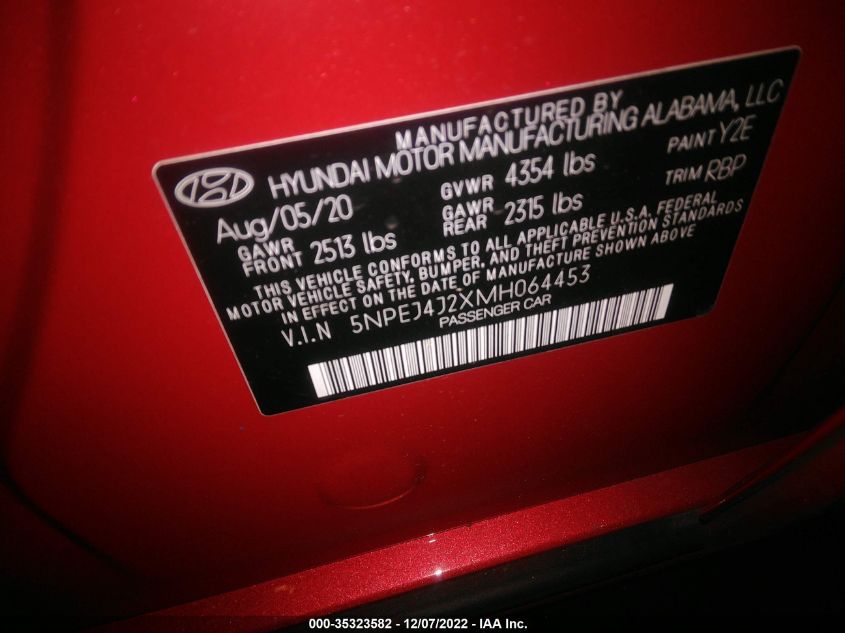 MANUFACTURED BY
HYUNDAI MOTOR MANUFACTURING ALABAMA, LLC
Aug/05/20 GVWR 4354 lbs PAINT Y2E
GAWR FRONT 2513 lbs GAWR REAR 2315 lbs TRIM RBP
THIS VEHICLE CONFORMS TO ALL APPLICABLE U.S.A. FEDERAL
MOTOR VEHICLE SAFETY, BUMPER, AND THEFT PREVENTION STANDARDS
IN EFFECT ON THE DATE OF MANUFACTURE SHOWN ABOVE
V.I.N 5NPEJ4J2XMH064453
PASSENGER CAR
000-35323582 - 12/07/2022 - IAA Inc.